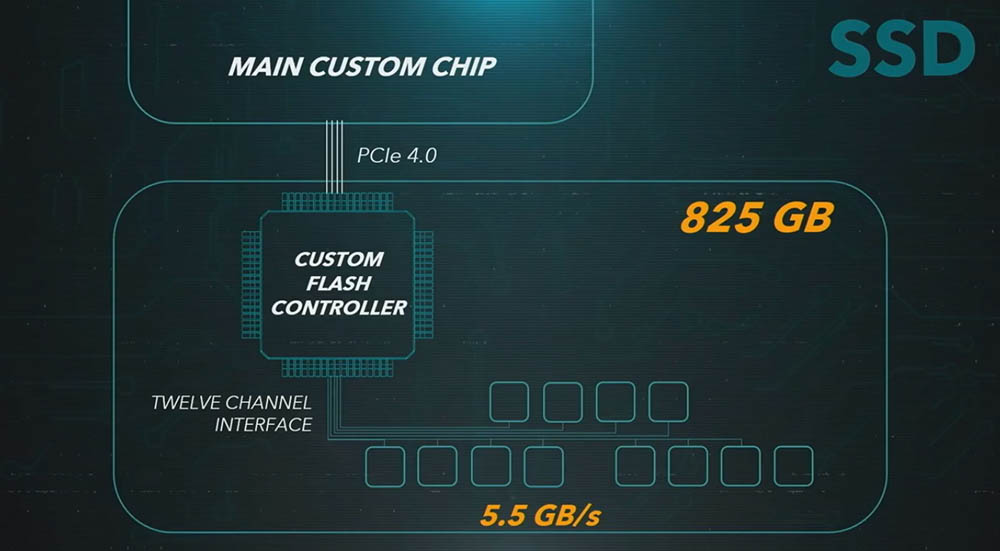 SSD
MAIN CUSTOM CHIP
PCIe 4.0
825 GB
CUSTOM
FLASH
CONTROLLER
TWELVE CHANNEL
INTERFACE
5.5 GB/s